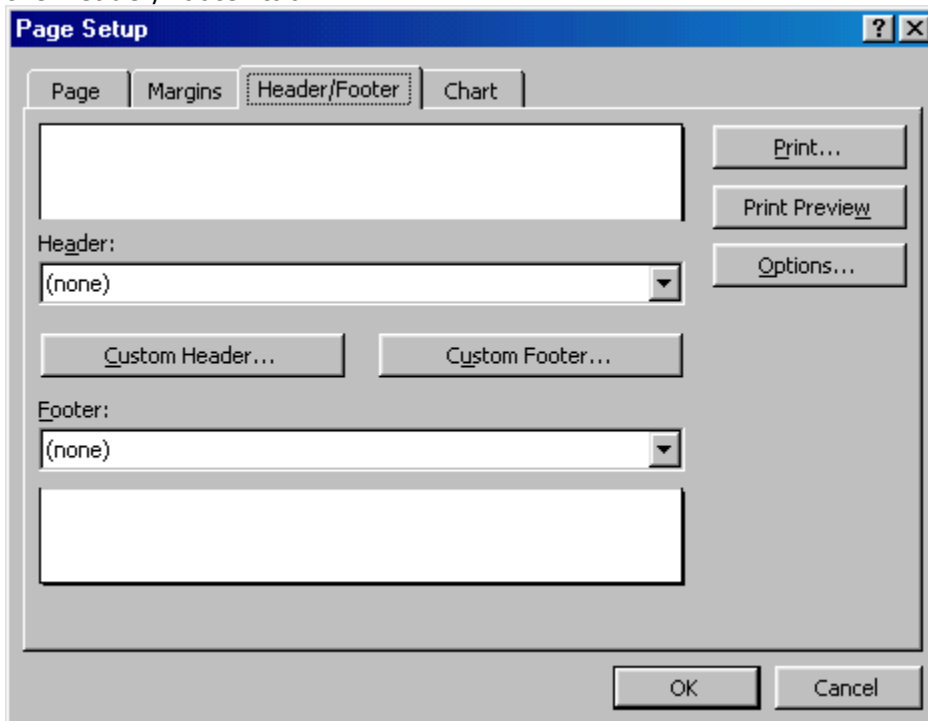 Page Setup
Page Margins Header/Footer Chart
Print...
Print Preview
Header:
Options...
(none)
Custom Header... Custom Footer...
Footer:
(none)
OK Cancel